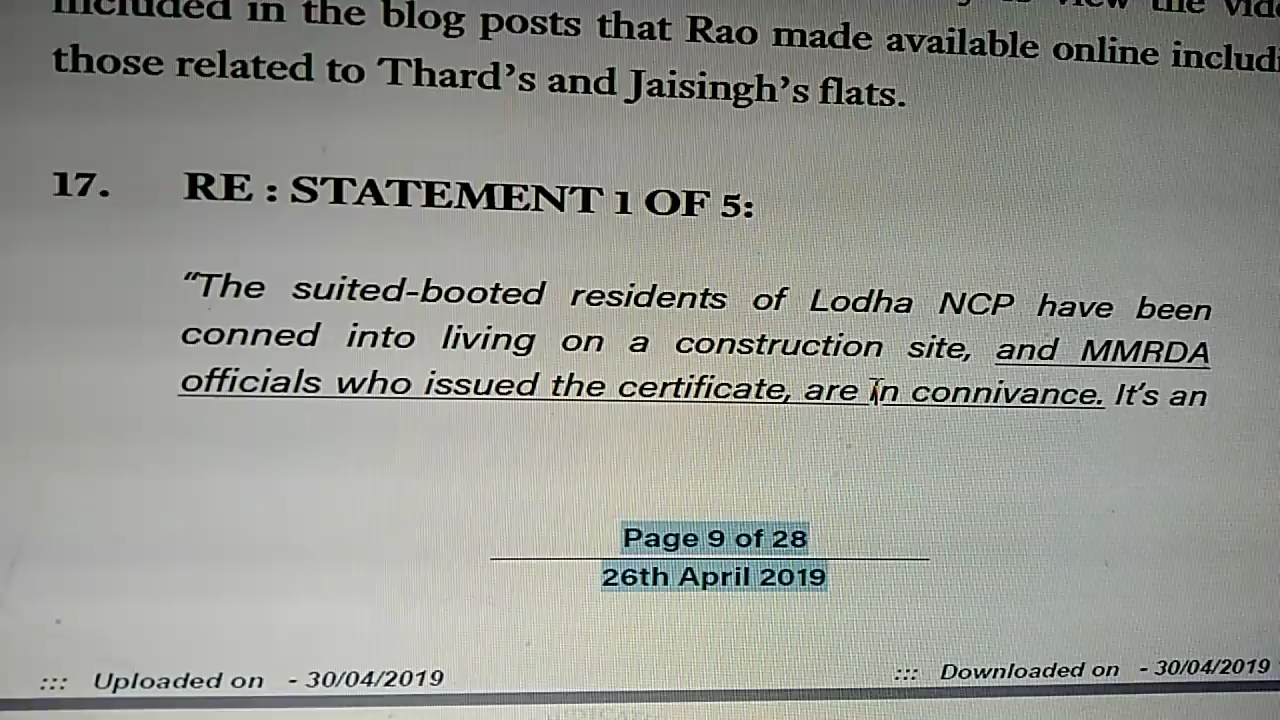 included in the blog posts that Rao made available online includi
those related to Thard's and Jaisingh's flats.
17. RE : STATEMENT 1 OF 5:
"The suited-booted residents of Lodha NCP have been
conned into living on a construction site, and MMRDA
officials who issued the certificate, are in connivance. It's an
Page 9 of 28
26th April 2019
::: Uploaded on - 30/04/2019
::: Downloaded on - 30/04/2019